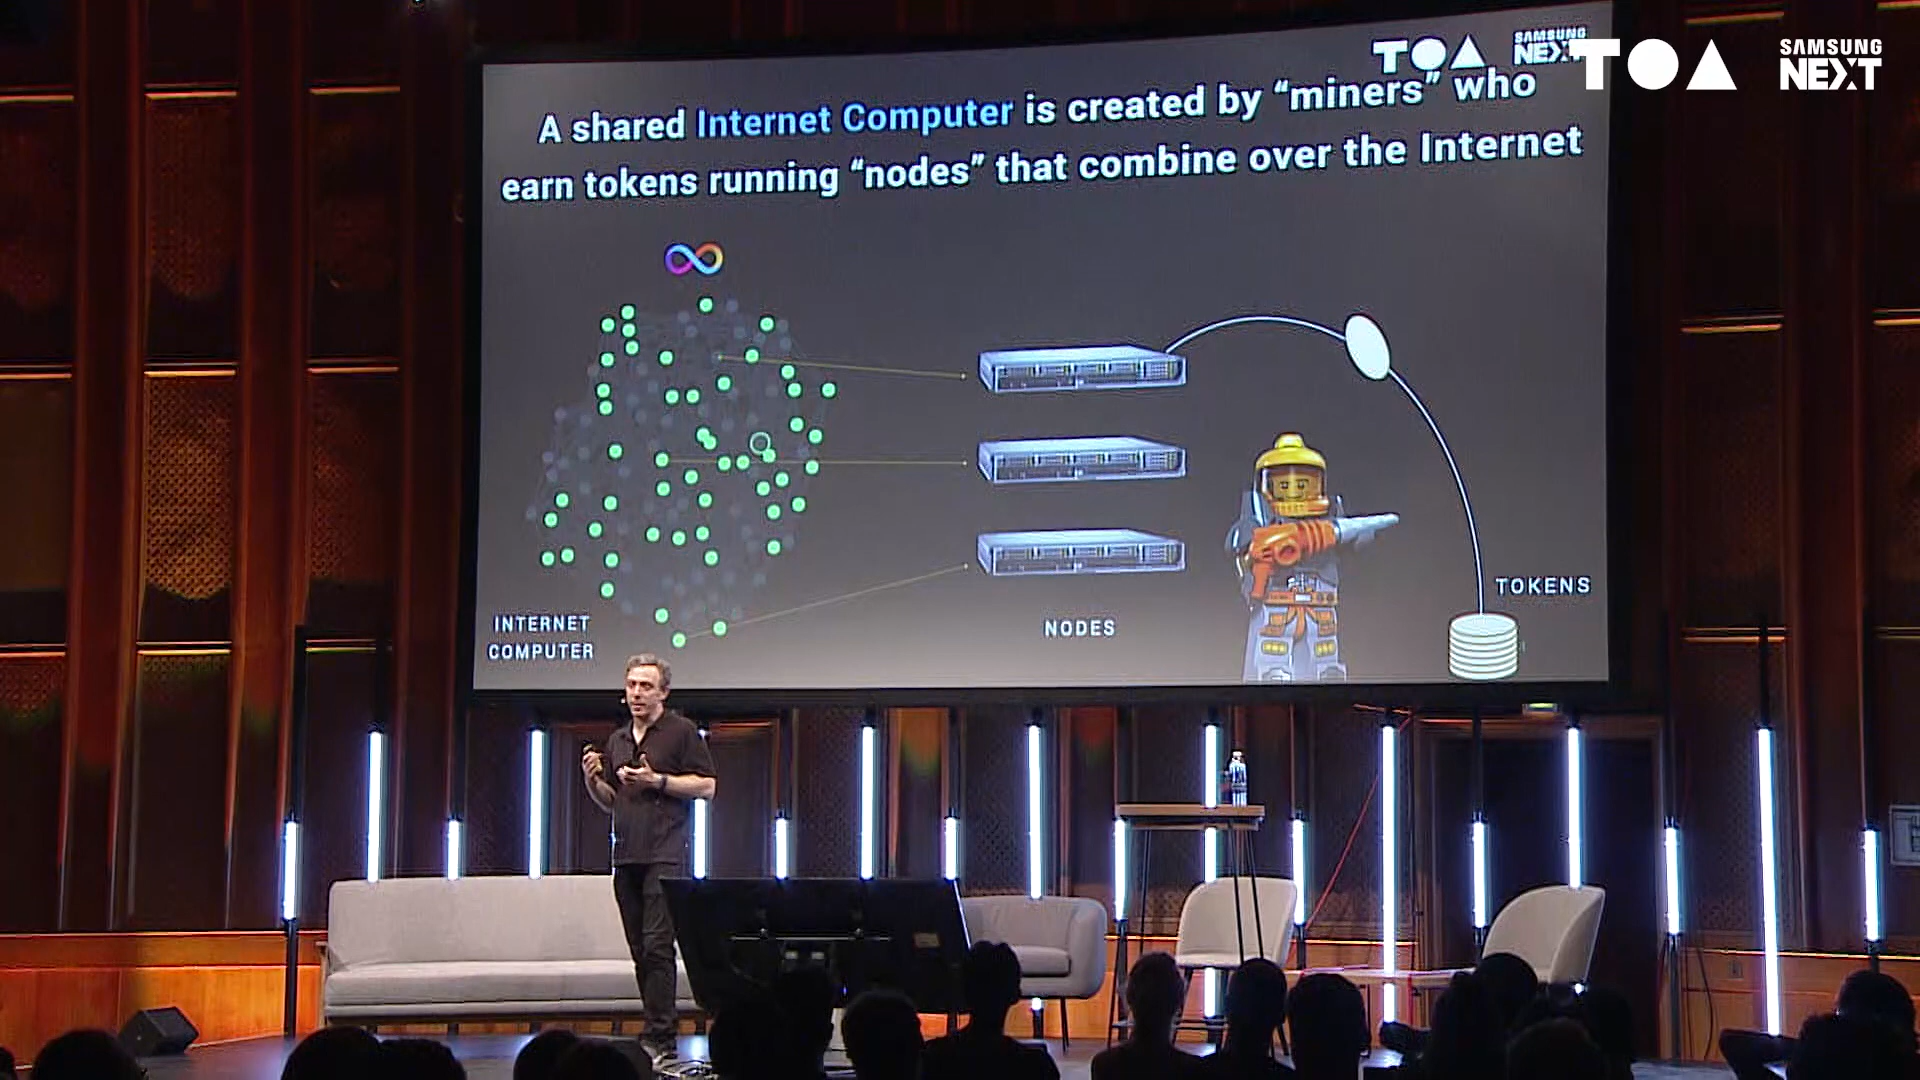 TOA
SAMSUNG
NEXT
TOA
SAMSUNG
NEXT
A shared Internet Computer is created by “miners” who
earn tokens running “nodes” that combine over the Internet
INTERNET
COMPUTER
NODES
TOKENS